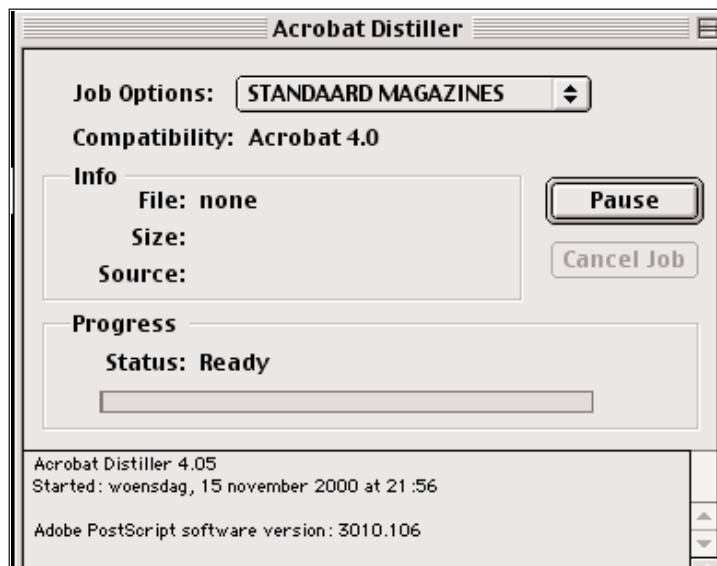 Acrobat Distiller
Job Options: STANDAARD MAGAZINES
Compatibility: Acrobat 4.0
Info
File: none
Size:
Source:
Pause
Cancel Job
Progress
Status: Ready
Acrobat Distiller 4.05
Started: woensdag, 15 november 2000 at 21:56
Adobe PostScript software version: 3010.106